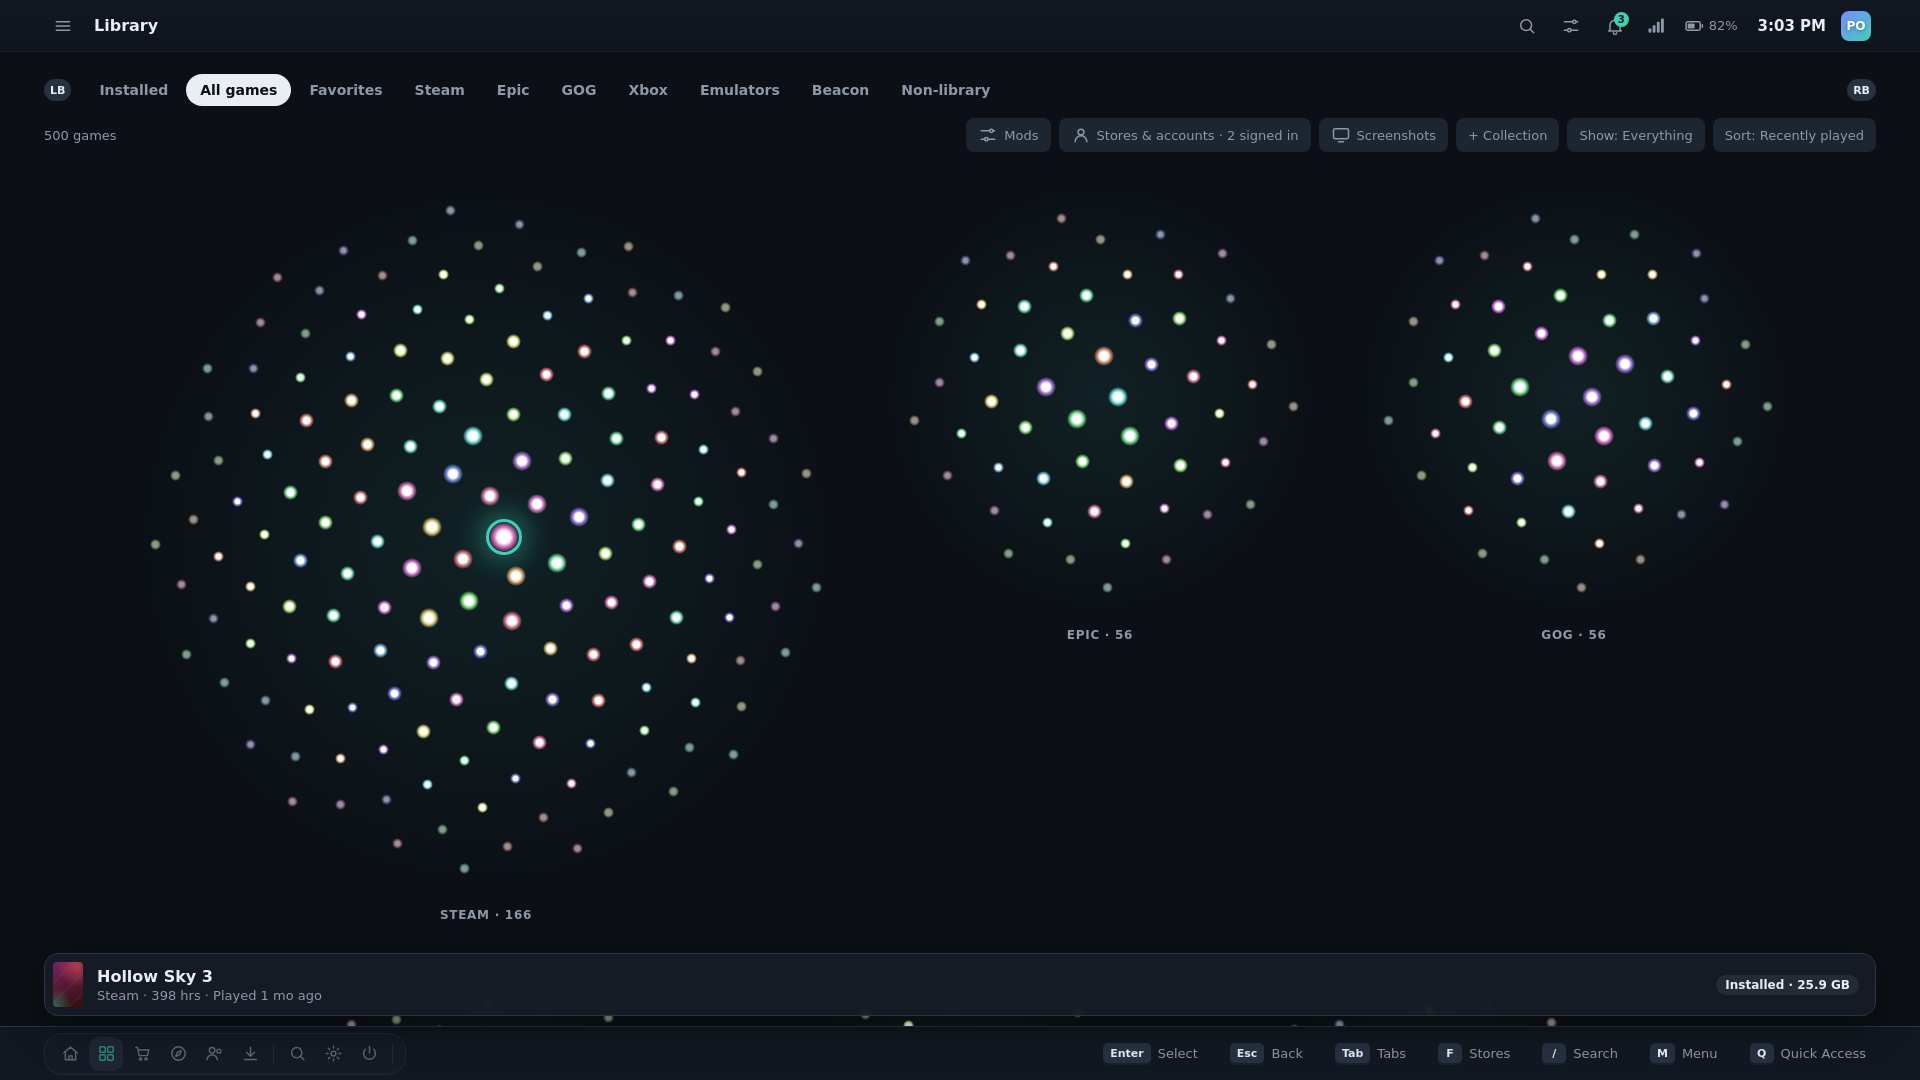 Library
3
82%
3:03 PM
PO
LB
Installed
All games
Favorites
Steam
Epic
GOG
Xbox
Emulators
Beacon
Non-library
RB
500 games
Mods
Stores & accounts · 2 signed in
Screenshots
+ Collection
Show: Everything
Sort: Recently played
EPIC · 56
GOG · 56
STEAM · 166
Hollow Sky 3
Steam · 398 hrs · Played 1 mo ago
Installed · 25.9 GB
Enter Select
Esc Back
Tab Tabs
F Stores
/ Search
M Menu
Q Quick Access